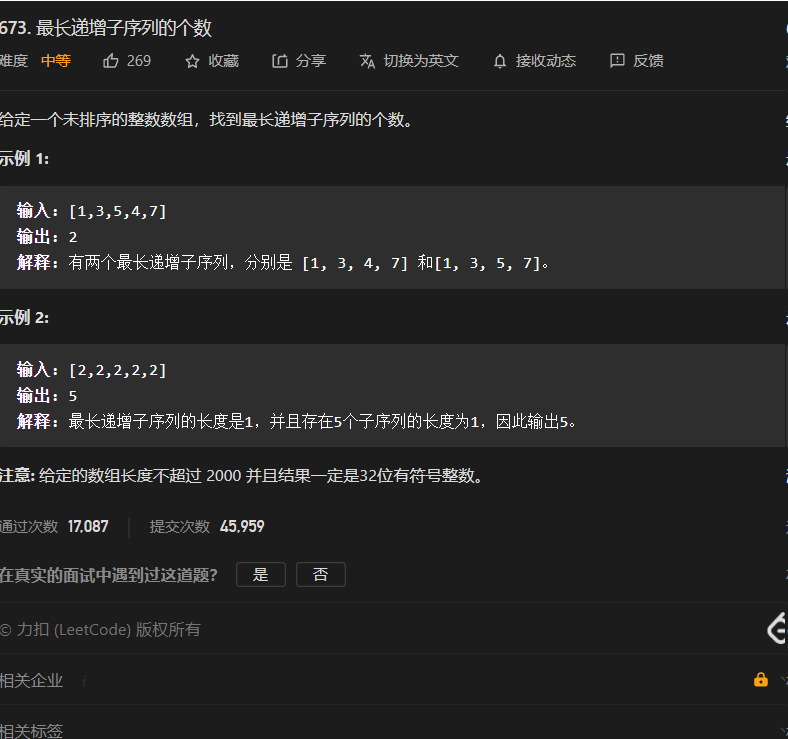 673. 最长递增子序列的个数
难度 中等 269 收藏 分享 切换为英文 接收动态 反馈
给定一个未排序的整数数组，找到最长递增子序列的个数。
示例 1:
输入: [1,3,5,4,7]
输出: 2
解释: 有两个最长递增子序列，分别是 [1, 3, 4, 7] 和[1, 3, 5, 7]。
示例 2:
输入: [2,2,2,2,2]
输出: 5
解释: 最长递增子序列的长度是1，并且存在5个子序列的长度为1，因此输出5。
注意: 给定的数组长度不超过 2000 并且结果一定是32位有符号整数。
通过次数 17,087 提交次数 45,959
在真实的面试中遇到过这道题? 是 否
© 力扣 (LeetCode) 版权所有
相关企业 i
相关标签